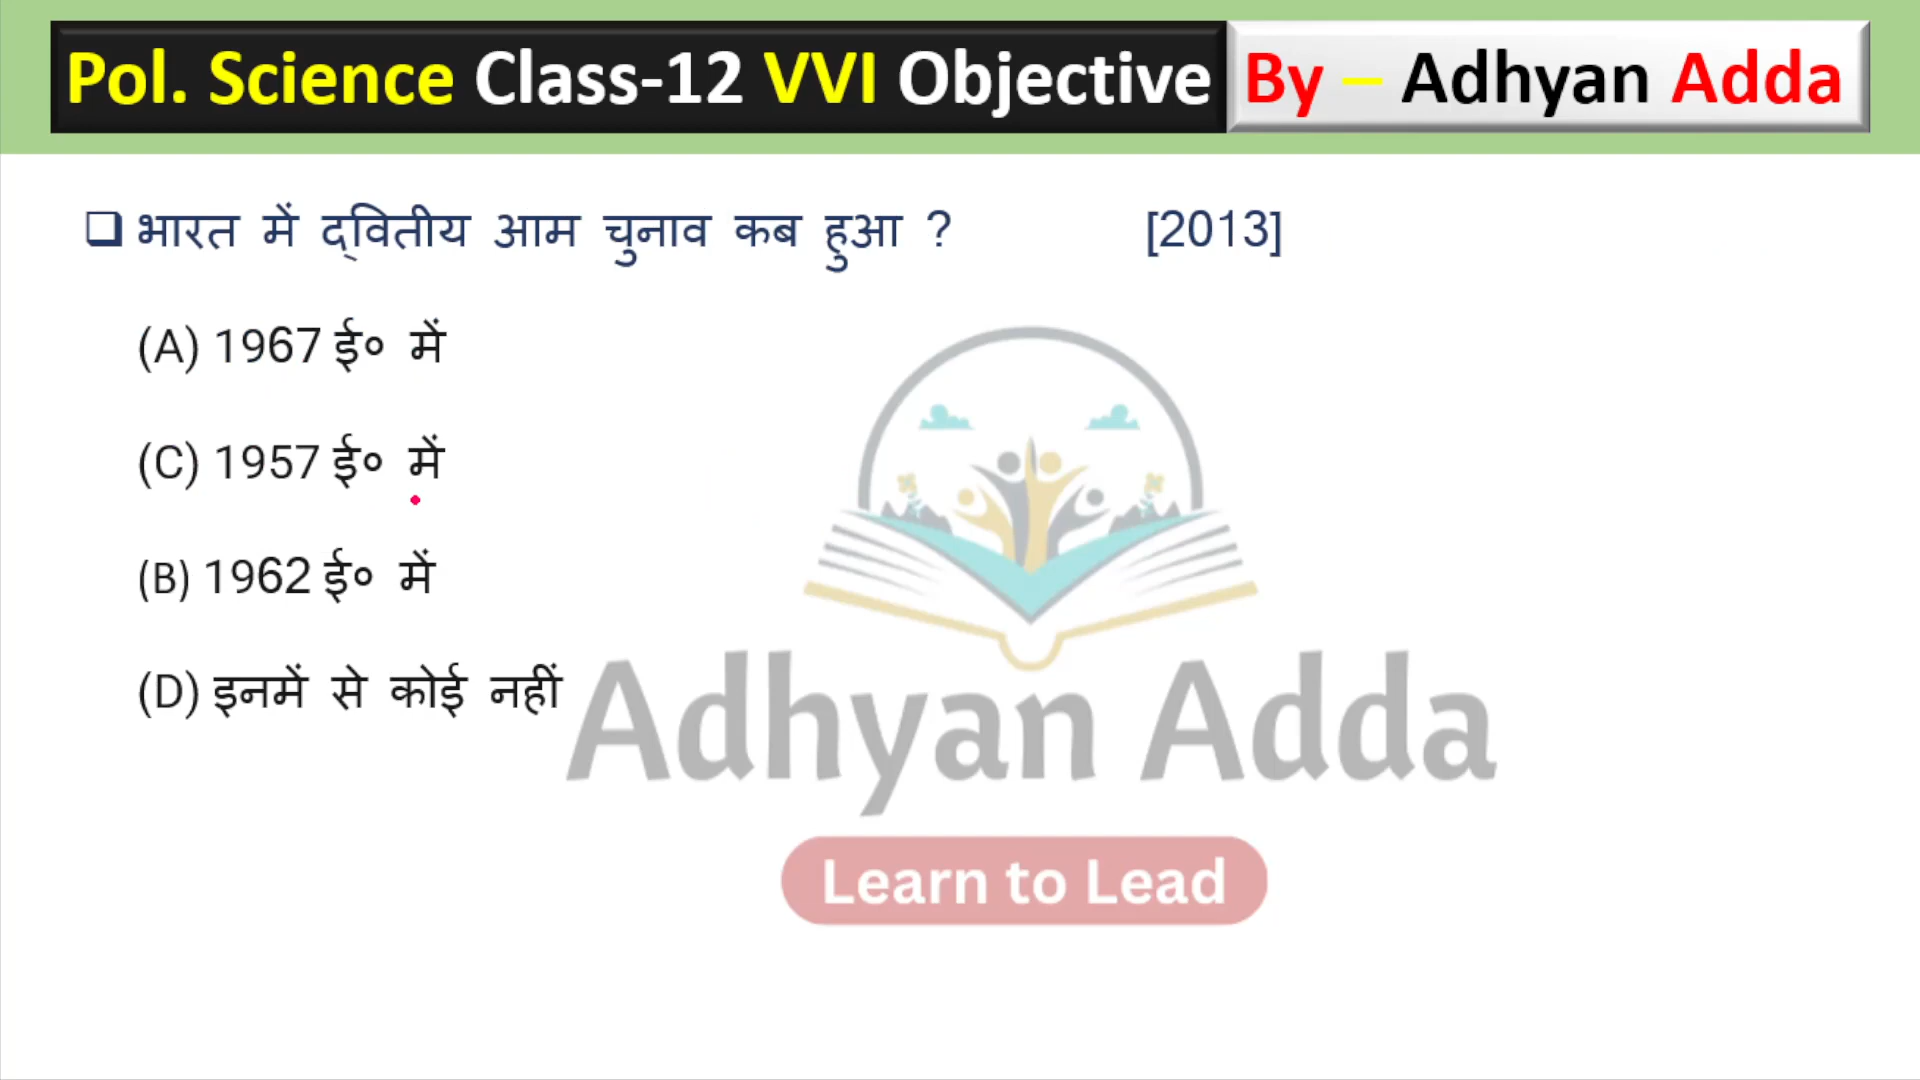 Pol. Science Class-12 VVI Objective By – Adhyan Adda
भारत में द्वितीय आम चुनाव कब हुआ ? [2013]
(A) 1967 ई० में
(C) 1957 ई० में
(B) 1962 ई० में
(D) इनमें से कोई नहीं
Adhyan Adda
Learn to Lead